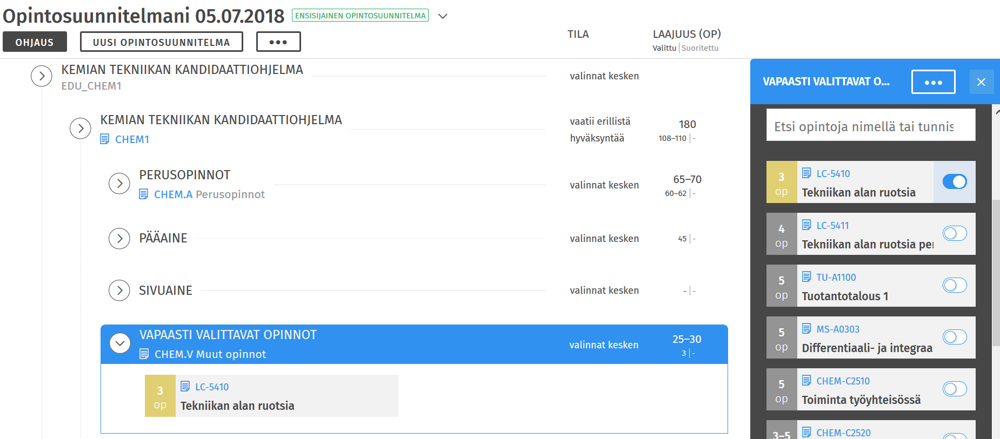 Opintosuunnitelmani 05.07.2018 ENSISIJAINEN OPINTOSUUNNITELMA
OHJAUS UUSI OPINTOSUUNNITELMA •••
TILA LAAJUUS (OP)
Valittu | Suoritettu
KEMIAN TEKNIIKAN KANDIDAATTIOHJELMA valinnat kesken
EDU_CHEM1
KEMIAN TEKNIIKAN KANDIDAATTIOHJELMA vaatii erillistä 180
CHEM1 hyväksyntää 108–110 | -
PERUSOPINNOT valinnat kesken 65–70
CHEM.A Perusopinnot 60–62 | -
PÄÄAINE valinnat kesken 45 | -
SIVUAINE valinnat kesken - | -
VAPAASTI VALITTAVAT OPINNOT valinnat kesken 25–30
CHEM.V Muut opinnot 3 | -
3 op LC-5410
Tekniikan alan ruotsia
VAPAASTI VALITTAVAT O... •••
Etsi opintoja nimellä tai tunnis
3 op LC-5410
Tekniikan alan ruotsia
4 op LC-5411
Tekniikan alan ruotsia per
5 op TU-A1100
Tuotantotalous 1
5 op MS-A0303
Differentiaali- ja integraa
5 op CHEM-C2510
Toiminta työyhteisössä
3–5 CHEM-C2520